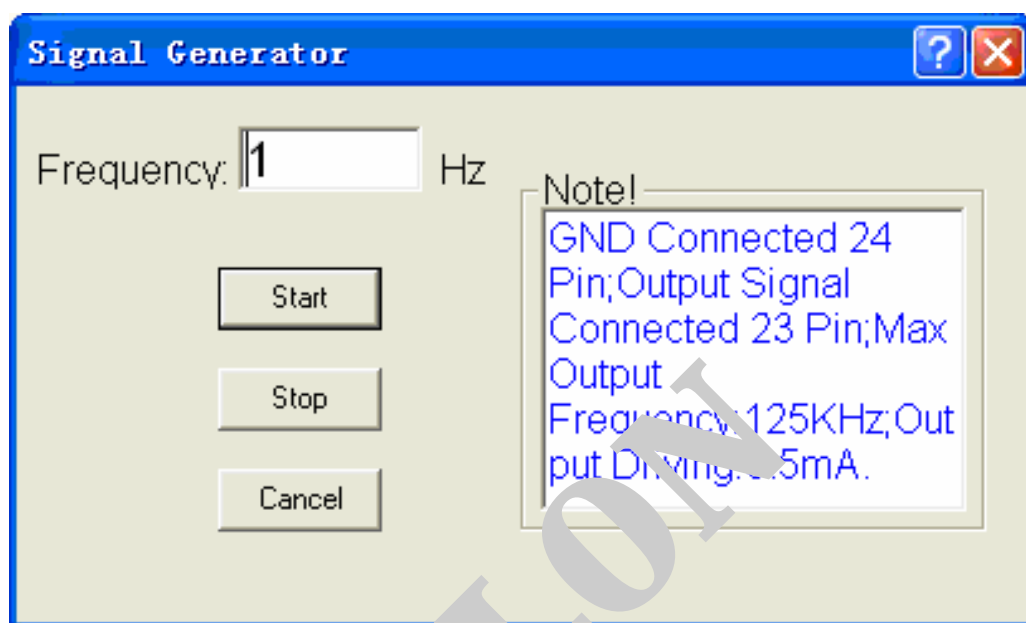 Signal Generator
Frequency: 1 Hz
Start
Stop
Cancel
Note!
GND Connected 24
Pin;Output Signal
Connected 23 Pin;Max
Output
Frequency:125KHz;Out
put Driving: